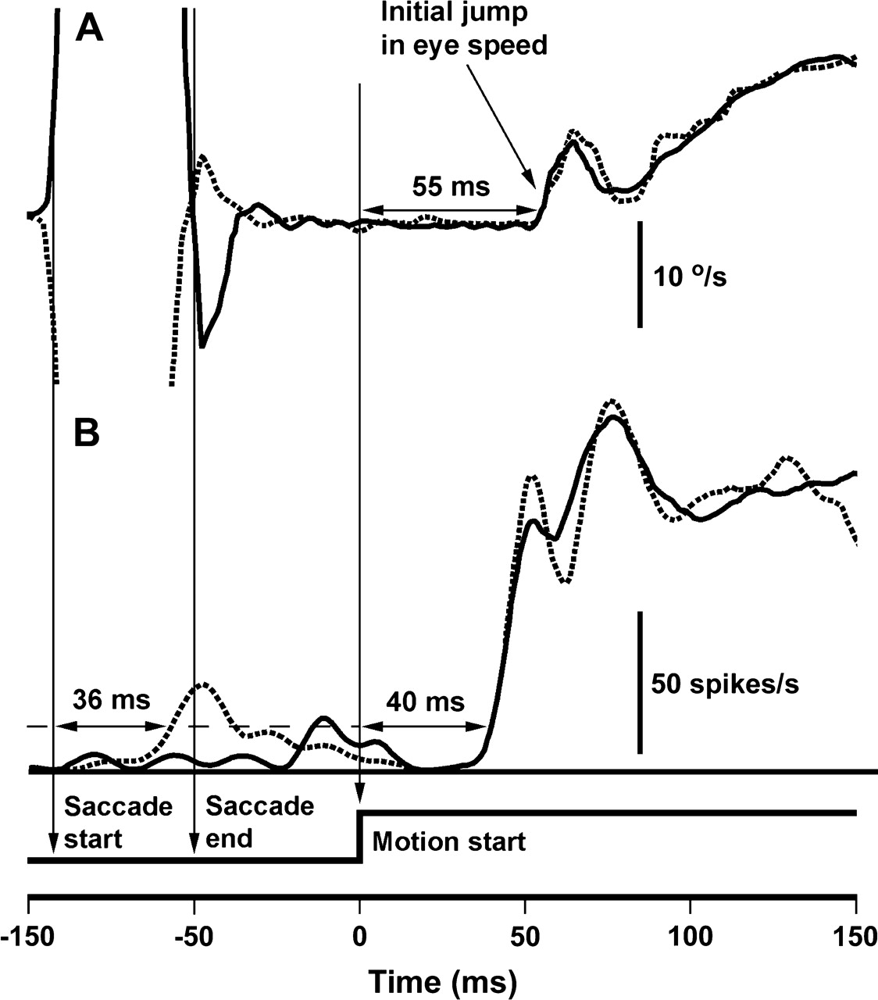 A
Initial jump
in eye speed
55 ms
10 º/s
B
36 ms
40 ms
50 spikes/s
Saccade
start
Saccade
end
Motion start
-150 -50 0 50 100 150
Time (ms)